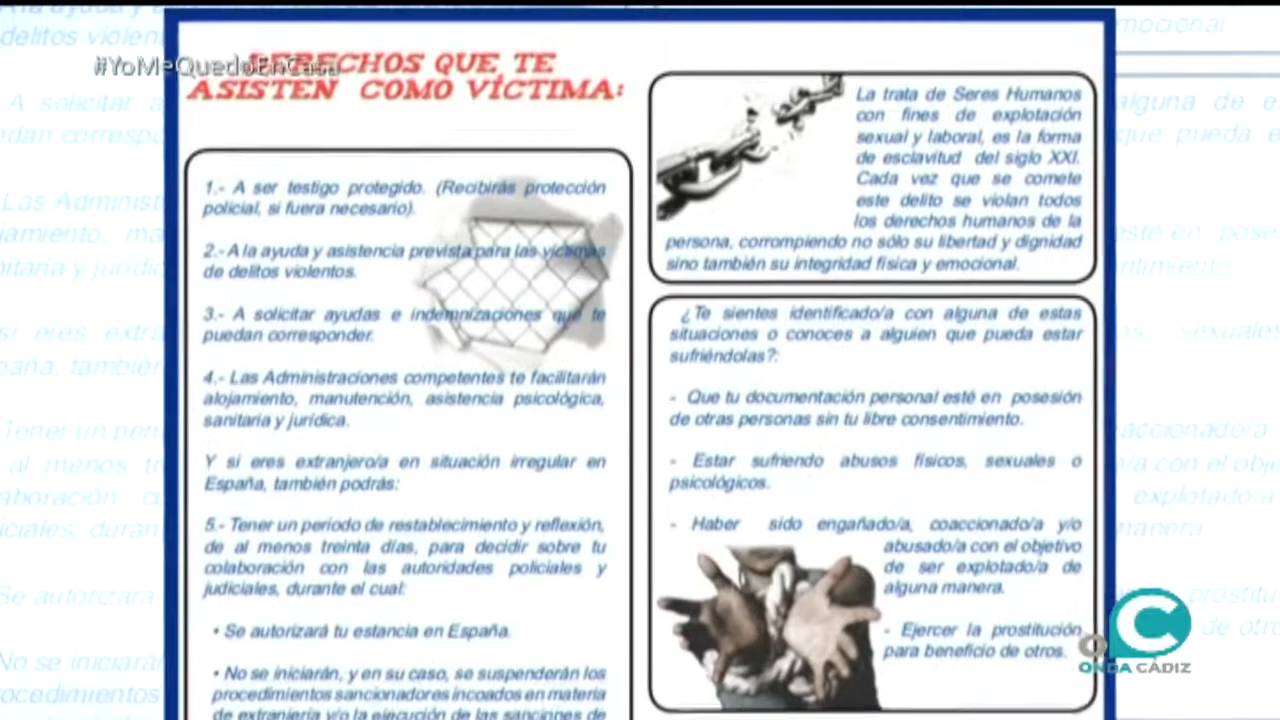 #YoMeQuedoEnCasa
DERECHOS QUE TE
ASISTEN COMO VÍCTIMA:
1.- A ser testigo protegido. (Recibirás protección
policial, si fuera necesario).
2.- A la ayuda y asistencia prevista para las víctimas
de delitos violentos.
3.- A solicitar ayudas e indemnizaciones que te
puedan corresponder.
4.- Las Administraciones competentes te facilitarán
alojamiento, manutención, asistencia psicológica,
sanitaria y jurídica.
Y si eres extranjero/a en situación irregular en
España, también podrás:
5.- Tener un periodo de restablecimiento y reflexión,
de al menos treinta días, para decidir sobre tu
colaboración con las autoridades policiales y
judiciales, durante el cual:
• Se autorizará tu estancia en España.
• No se iniciarán, y en su caso, se suspenderán los
procedimientos sancionadores incoados en materia
de extranjería y/o la ejecución de las sanciones de
La trata de Seres Humanos
con fines de explotación
sexual y laboral, es la forma
de esclavitud del siglo XXI.
Cada vez que se comete
este delito se violan todos
los derechos humanos de la
persona, corrompiendo no sólo su libertad y dignidad
sino también su integridad física y emocional.
¿Te sientes identificado/a con alguna de estas
situaciones o conoces a alguien que pueda estar
sufriéndolas?:
- Que tu documentación personal esté en posesión
de otras personas sin tu libre consentimiento.
- Estar sufriendo abusos físicos, sexuales o
psicológicos.
- Haber sido engañado/a, coaccionado/a y/o
abusado/a con el objetivo
de ser explotado/a de
alguna manera.
- Ejercer la prostitución
para beneficio de otros.
ONDA CÁDIZ